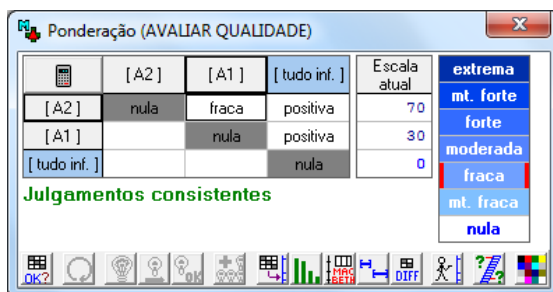 Ponderação (AVALIAR QUALIDADE)
[ A2 ] [ A1 ] [ tudo inf. ] Escala atual
[ A2 ] nula fraca positiva 70
[ A1 ] nula positiva 30
[ tudo inf. ] nula 0
extrema
mt. forte
forte
moderada
fraca
mt. fraca
nula
Julgamentos consistentes
OK? OK MAC BETH DIFF